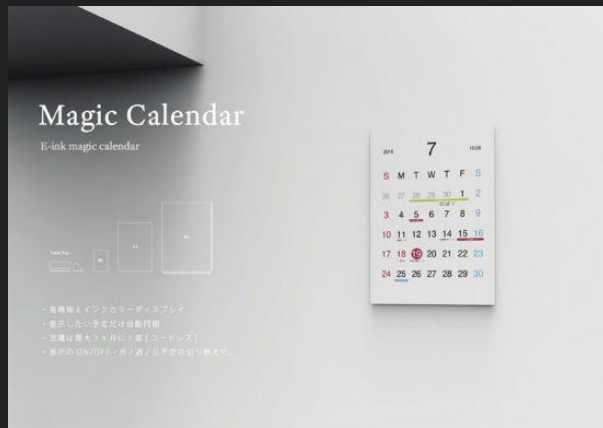 Magic Calendar
E-ink magic calendar
・高精細Eインクカラーディスプレイ
・表示したい予定だけ自動同期
・充電は最大3ヶ月に1度(コードレス)
・表示のON/OFF・月/週/日予定の切り替え可。
2016 7 10:08
S M T W T F S
26 27 28 29 30 1 2
3 4 5 6 7 8 9
10 11 12 13 14 15 16
17 18 19 20 21 22 23
24 25 26 27 28 29 30